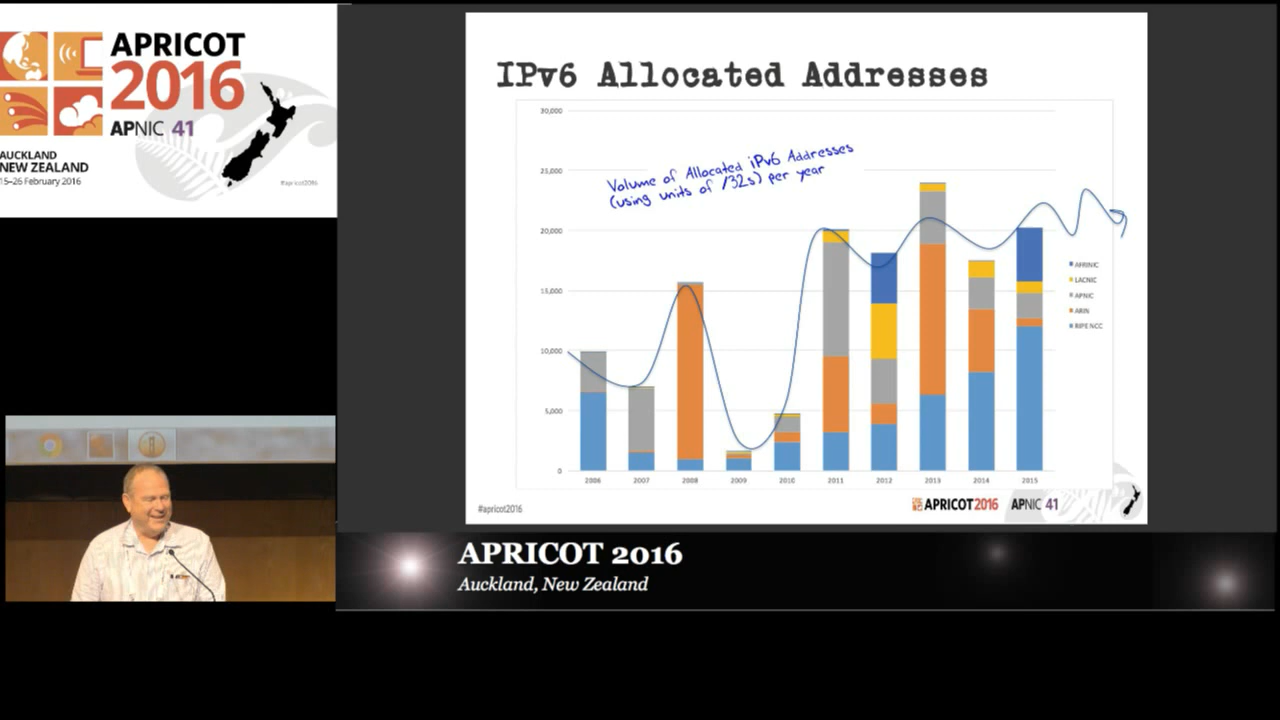 APRICOT
2016
APNIC 41
AUCKLAND
NEW ZEALAND
15-26 February 2016
#apricot2016
IPv6 Allocated Addresses
Volume of Allocated iPv6 Addresses
(using units of /32s) per year
30,000
25,000
20,000
15,000
10,000
5,000
0
2006 2007 2008 2009 2010 2011 2012 2013 2014 2015
AFRINIC
LACNIC
APNIC
ARIN
RIPE NCC
#apricot2016
APRICOT 2016 APNIC 41
APRICOT 2016
Auckland, New Zealand